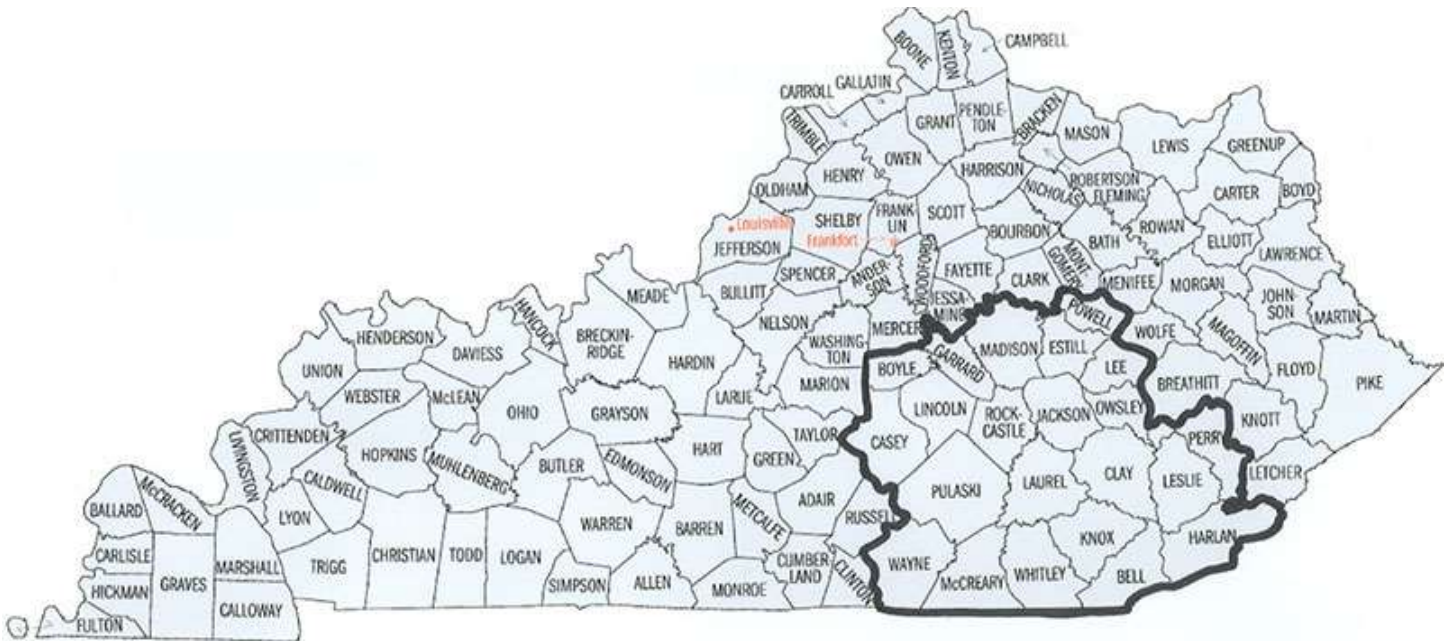 BOONE
KENTON
CAMPBELL
GALLATIN
CARROLL
TRIMBLE
GRANT
PENDLE-
TON
BRACKEN
MASON
LEWIS
GREENUP
OWEN
HENRY
HARRISON
ROBERTSON
FLEMING
NICHOLAS
CARTER
BOYD
OLDHAM
SHELBY
FRANK-
LIN
SCOTT
BOURBON
BATH
ROWAN
ELLIOTT
LAWRENCE
Louisville
JEFFERSON
Frankfort
SPENCER
ANDER-
SON
WOODFORD
FAYETTE
CLARK
MONT-
GOMERY
MENIFEE
MORGAN
JOHN-
SON
MARTIN
MEADE
BULLITT
NELSON
JESSA-
MINE
MERCER
POWELL
WOLFE
MAGOFFIN
HANCOCK
HENDERSON
DAVIESS
BRECKIN-
RIDGE
HARDIN
WASHING-
TON
BOYLE
GARRARD
MADISON
ESTILL
LEE
BREATHITT
FLOYD
PIKE
UNION
WEBSTER
McLEAN
OHIO
GRAYSON
LARUE
MARION
LINCOLN
ROCK-
CASTLE
JACKSON
OWSLEY
PERRY
KNOTT
CRITTENDEN
LIVINGSTON
HOPKINS
MUHLENBERG
BUTLER
EDMONSON
HART
GREEN
TAYLOR
CASEY
PULASKI
LAUREL
CLAY
LESLIE
LETCHER
CALDWELL
McCRACKEN
BALLARD
LYON
WARREN
BARREN
METCALFE
ADAIR
RUSSEL
KNOX
HARLAN
CARLISLE
MARSHALL
GRAVES
TRIGG
CHRISTIAN
TODD
LOGAN
SIMPSON
ALLEN
MONROE
CUMBER
LAND
CLINTON
WAYNE
McCREARY
WHITLEY
BELL
HICKMAN
CALLOWAY
FULTON